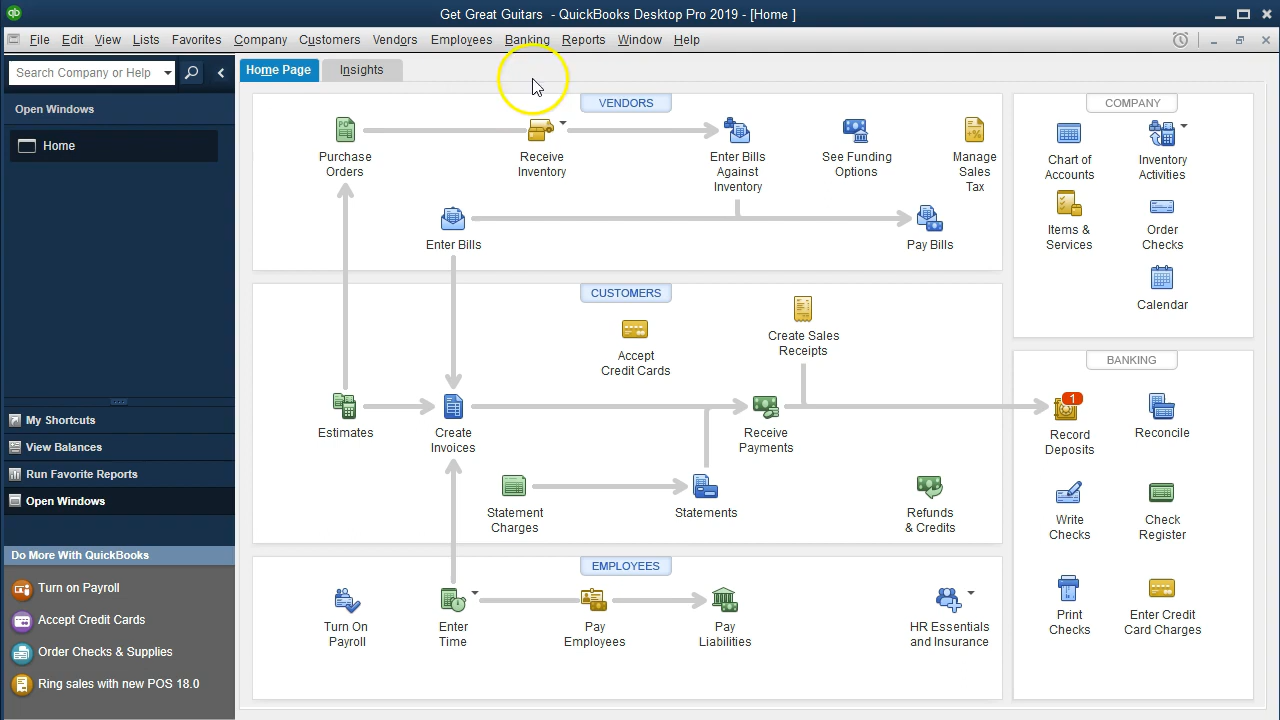 Get Great Guitars - QuickBooks Desktop Pro 2019 - [Home ]
File Edit View Lists Favorites Company Customers Vendors Employees Banking Reports Window Help
Search Company or Help
Home Page
Insights
Open Windows
Home
My Shortcuts
View Balances
Run Favorite Reports
Open Windows
Do More With QuickBooks
Turn on Payroll
Accept Credit Cards
Order Checks & Supplies
Ring sales with new POS 18.0
VENDORS
Purchase
Orders
Receive
Inventory
Enter Bills
Against
Inventory
See Funding
Options
Manage
Sales
Tax
Enter Bills
Pay Bills
CUSTOMERS
Accept
Credit Cards
Create Sales
Receipts
Estimates
Create
Invoices
Receive
Payments
Statement
Charges
Statements
Refunds
& Credits
EMPLOYEES
Turn On
Payroll
Enter
Time
Pay
Employees
Pay
Liabilities
HR Essentials
and Insurance
COMPANY
Chart of
Accounts
Inventory
Activities
Items &
Services
Order
Checks
Calendar
BANKING
1
Record
Deposits
Reconcile
Write
Checks
Check
Register
Print
Checks
Enter Credit
Card Charges